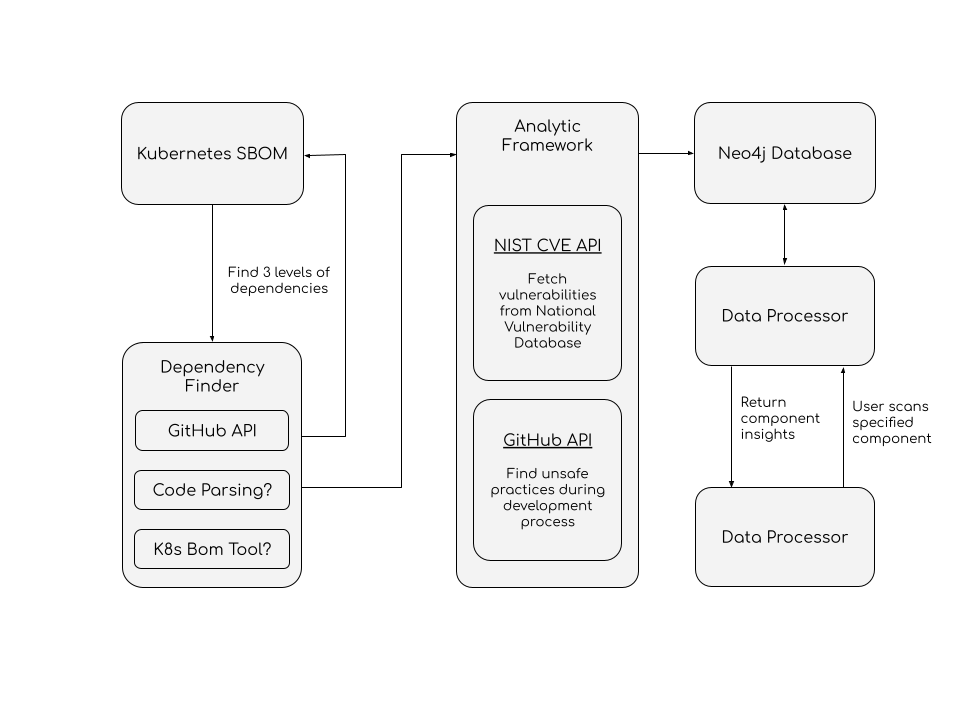 Kubernetes SBOM
Find 3 levels of
dependencies
Dependency
Finder
GitHub API
Code Parsing?
K8s Bom Tool?
Analytic
Framework
NIST CVE API
Fetch
vulnerabilities
from National
Vulnerability
Database
GitHub API
Find unsafe
practices during
development
process
Neo4j Database
Data Processor
Return
component
insights
User scans
specified
component
Data Processor